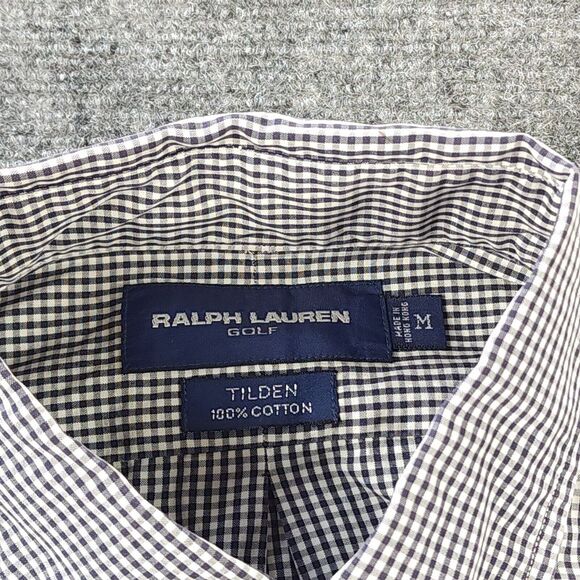 RALPH LAUREN
GOLF
MADE IN
HONG KONG
M
TILDEN
100% COTTON